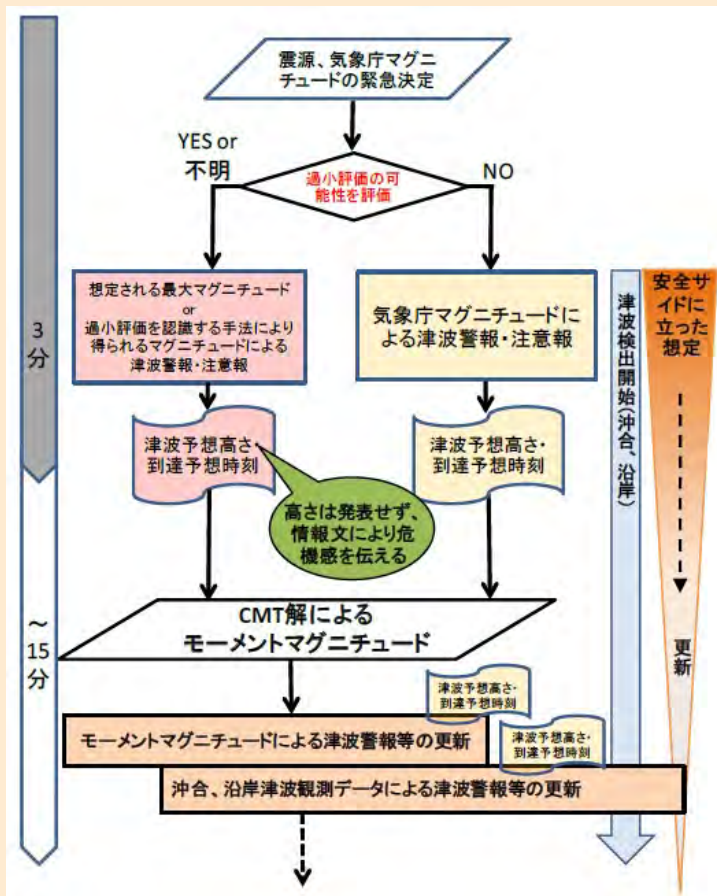 震源、気象庁マグニ
チュードの緊急決定
YES or
不明
過小評価の可
能性を評価
NO
想定される最大マグニチュード
or
過小評価を認識する手法により
得られるマグニチュードによる
津波警報・注意報
気象庁マグニチュードに
よる津波警報・注意報
3
分
津波予想高さ・
到達予想時刻
津波予想高さ・
到達予想時刻
高さは発表せず、
情報文により危
機感を伝える
津波検出開始(沖合、沿岸)
安全サ
イドに
立った
想定
更新
～
15
分
CMT解による
モーメントマグニチュード
津波予想高さ・
到達予想時刻
モーメントマグニチュードによる津波警報等の更新
津波予想高さ・
到達予想時刻
沖合、沿岸津波観測データによる津波警報等の更新